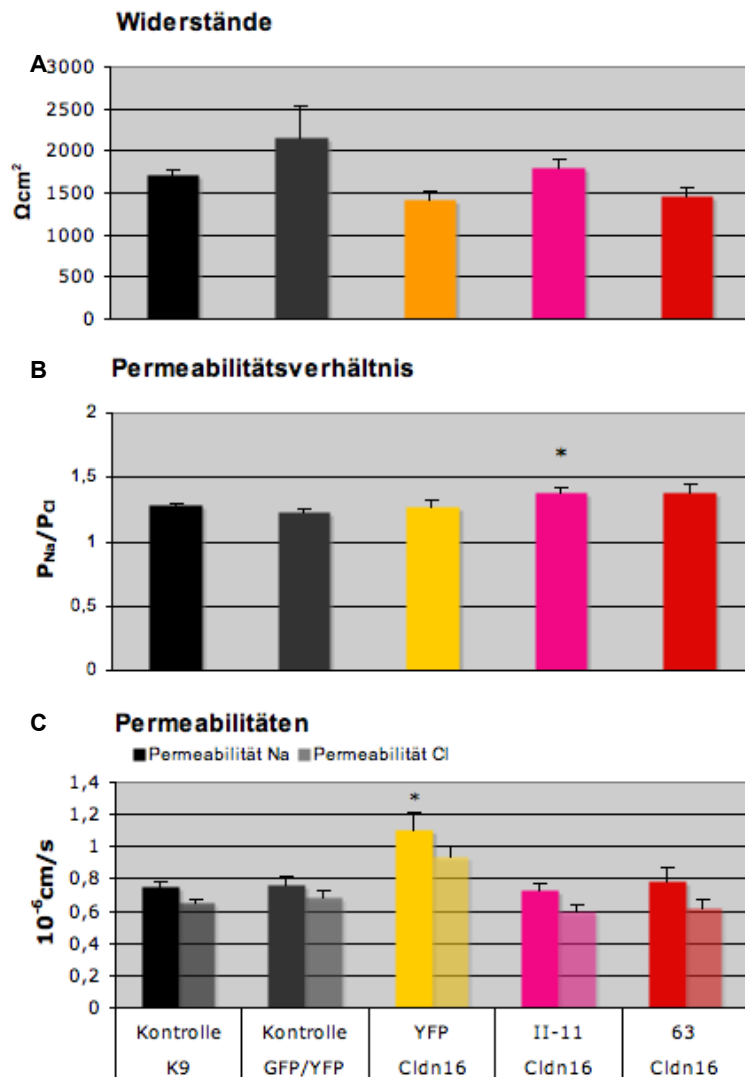 Widerstände
A
3000
2500
2000
1500
1000
500
0
Ωcm²
B Permeabilitätsverhältnis
2
1,5
1
0,5
0
PNa/PCl
*
C Permeabilitäten
Permeabilität Na Permeabilität Cl
1,4
1,2
1
0,8
0,6
0,4
0,2
0
10⁻⁶cm/s
*
Kontrolle Kontrolle YFP II-11 63
K9 GFP/YFP Cldn16 Cldn16 Cldn16